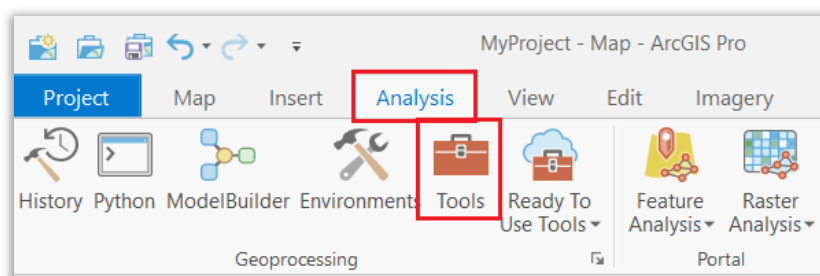 MyProject - Map - ArcGIS Pro
Project Map Insert Analysis View Edit Imagery
History Python ModelBuilder Environments Tools Ready To Feature Raster
Use Tools Analysis Analysis
Geoprocessing Portal